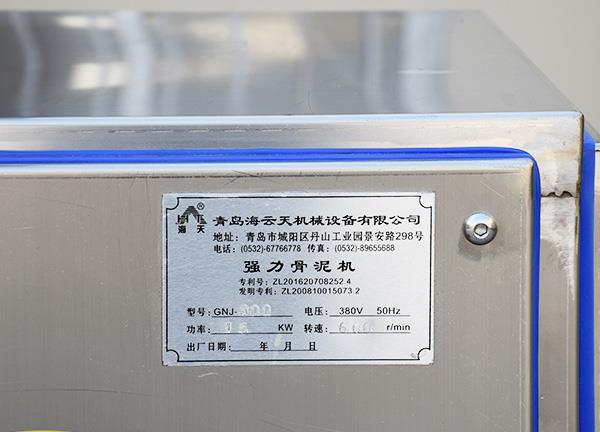 海天 ® 青岛海云天机械设备有限公司
地址：青岛市城阳区丹山工业园景安路298号
电话：(0532)-67766778 传真：(0532)-89655688
强力骨泥机
专利号：ZL201620708252.4
发明专利：ZL200810015073.2
型号：GNJ- 电压：380V 50Hz
功率： KW 转速： r/min
出厂日期： 年 月 日